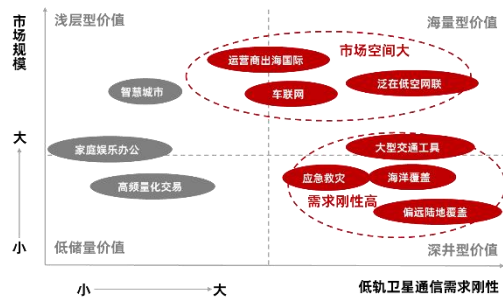 市场规模
浅层型价值
海量型价值
运营商出海国际
市场空间大
智慧城市
车联网
泛在低空网联
大
家庭娱乐办公
大型交通工具
应急救灾
海洋覆盖
高频量化交易
需求刚性高
偏远陆地覆盖
小
低储量价值
深井型价值
小
大
低轨卫星通信需求刚性